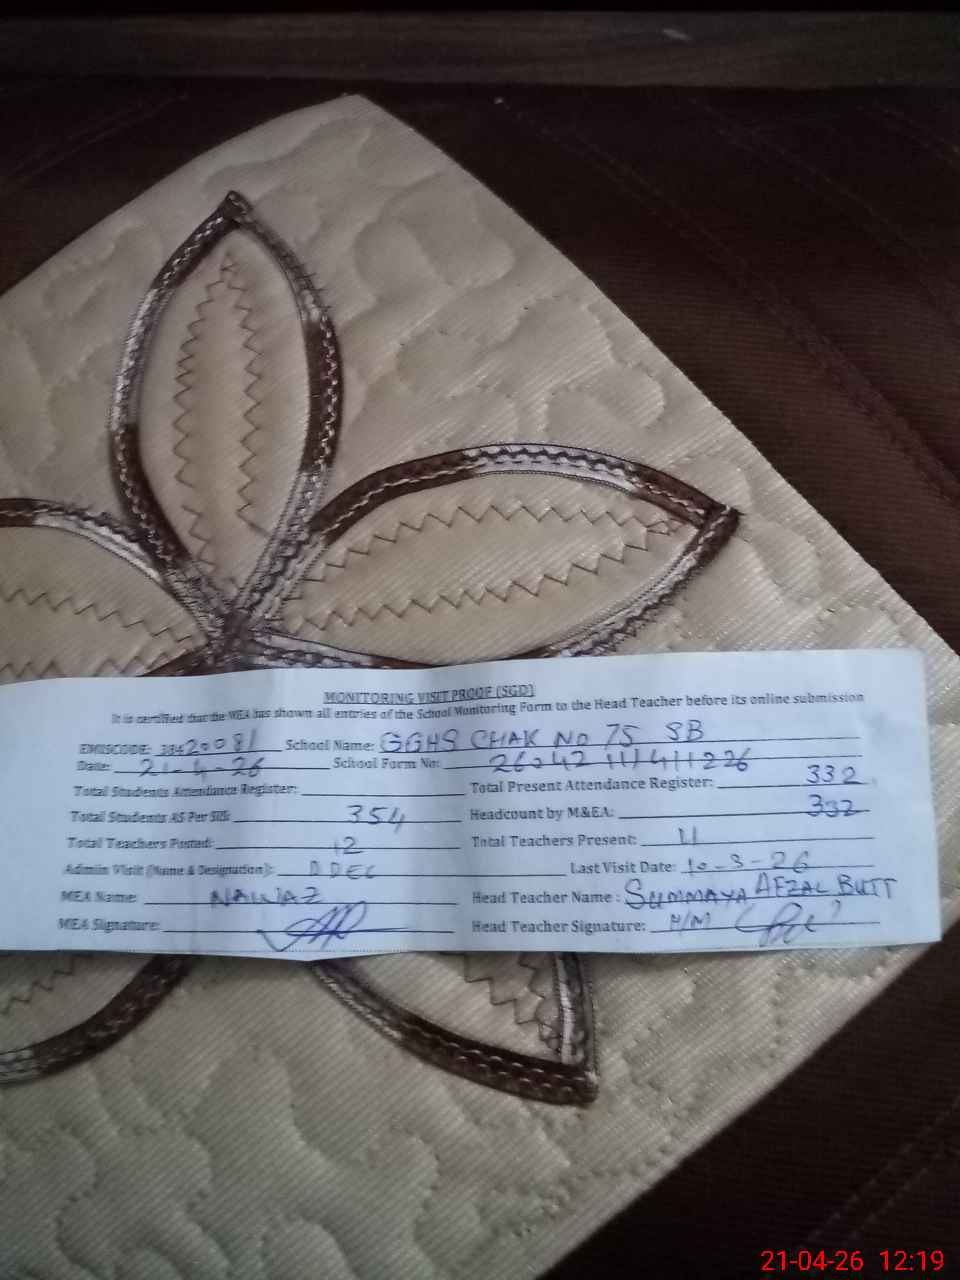 MONITORING VISIT PROOF (SGD)
It is certified that the MEA has shown all entries of the School Monitoring Form to the Head Teacher before its online submission
EMISCODE: 38420081 School Name: GGHS CHAK NO 75 SB
Date: 21-4-26 School Form No:
Total Students Attendance Register: Total Present Attendance Register: 332
Total Students AS Per SIS: 354 Headcount by M&EA: 332
Total Teachers Posted: 12 Total Teachers Present: 11
Admin Visit (Name & Designation): DDEC Last Visit Date: 10-3-26
MEA Name: NAWAZ Head Teacher Name: SUMMAYA AFZAL BUTT
MEA Signature: Head Teacher Signature: H/M
21-04-26 12:19